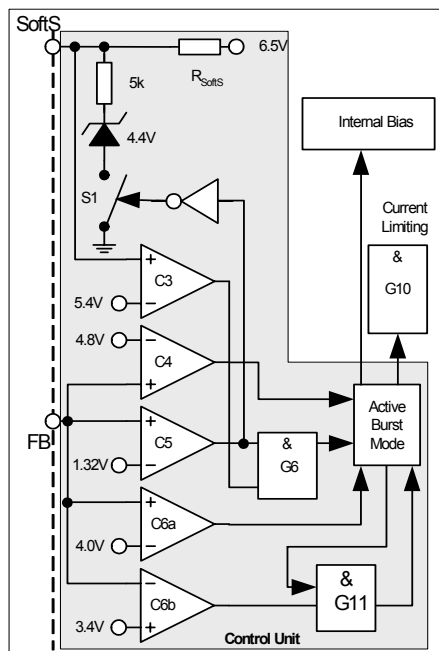 SoftS
6.5V
5k
RSoftS
4.4V
Internal Bias
S1
Current
Limiting
&
G10
+
C3
5.4V
−
4.8V
−
C4
+
Active
Burst
Mode
FB
+
C5
&
G6
1.32V
−
+
C6a
4.0V
−
−
C6b
&
G11
3.4V
+
Control Unit